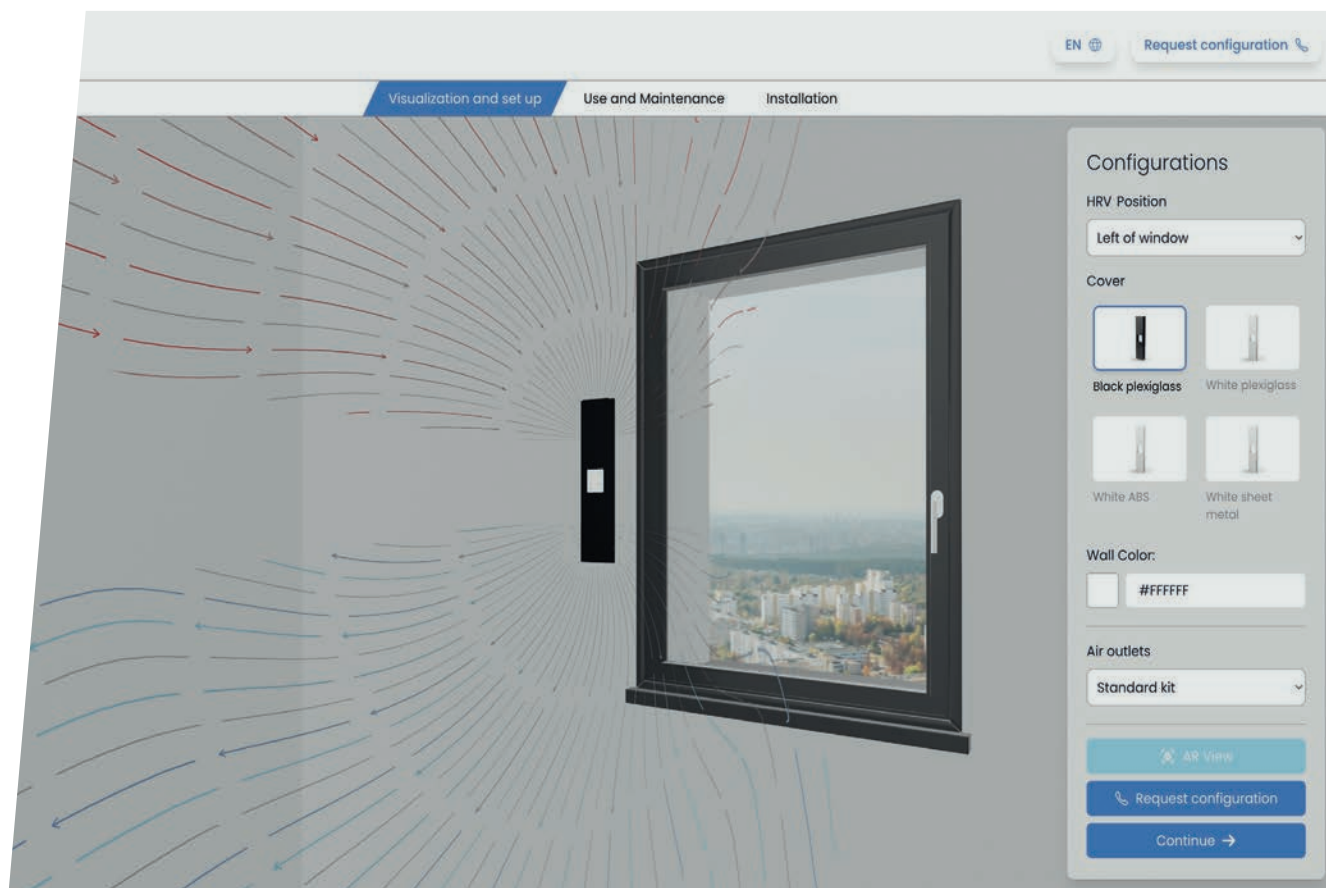 EN
Request configuration
Visualization and set up
Use and Maintenance
Installation
Configurations
HRV Position
Left of window
Cover
Black plexiglass
White plexiglass
White ABS
White sheet
metal
Wall Color:
#FFFFFF
Air outlets
Standard kit
AR View
Request configuration
Continue →